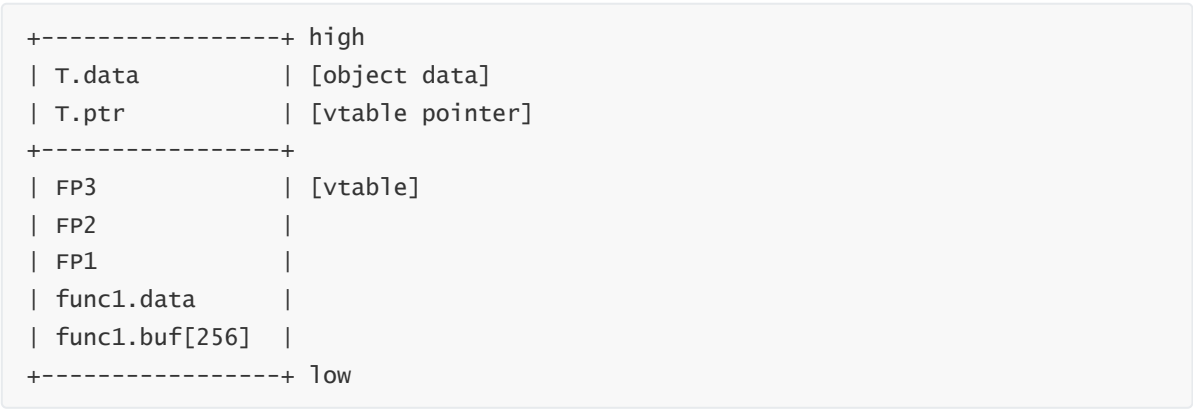 +-----------------+ high
| T.data          | [object data]
| T.ptr           | [vtable pointer]
+-----------------+
| FP3             | [vtable]
| FP2             |
| FP1             |
| func1.data      |
| func1.buf[256]  |
+-----------------+ low